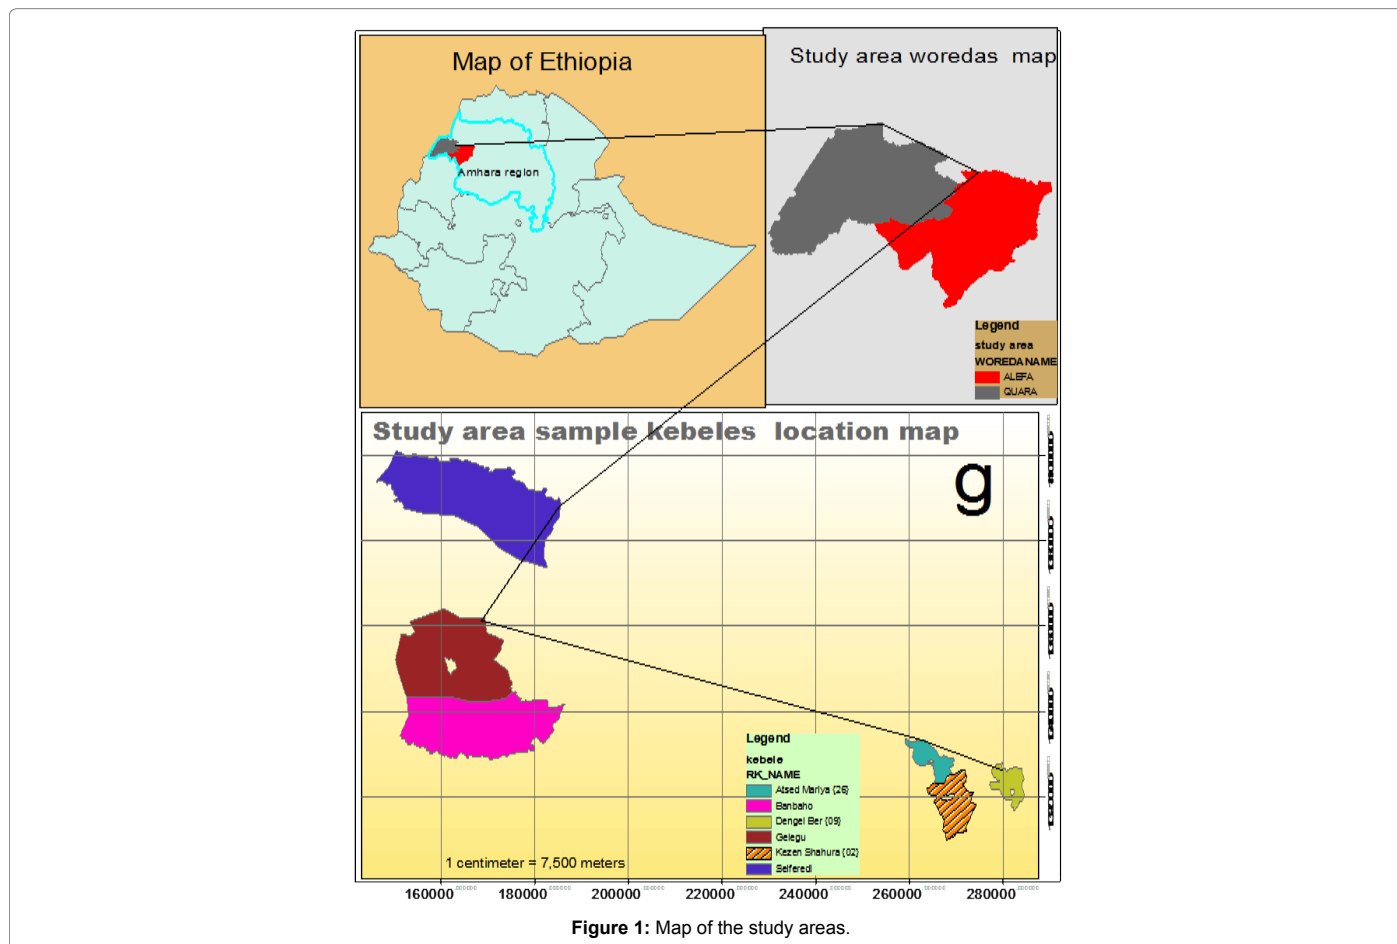 Map of Ethiopia
Amhara region
Study area woredas map
Legend
study area
WOREDANAME
ALEFA
QUARA
Study area sample kebeles location map
g
Legend
kebele
RK_NAME
Atsed Mariya {26}
Banbaho
Dengel Ber {09}
Gelegu
Kezen Shahura {02}
Selferedi
1 centimeter = 7,500 meters
160000 180000 200000 220000 240000 260000 280000
Figure 1: Map of the study areas.